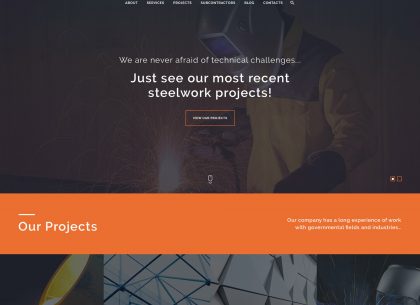 ABOUT SERVICES PROJECTS SUBCONTRACTORS BLOG CONTACTS
We are never afraid of technical challenges...
Just see our most recent
steelwork projects!
VIEW OUR PROJECTS
Our Projects
Our company has a long experience of work
with governmental fields and industries...